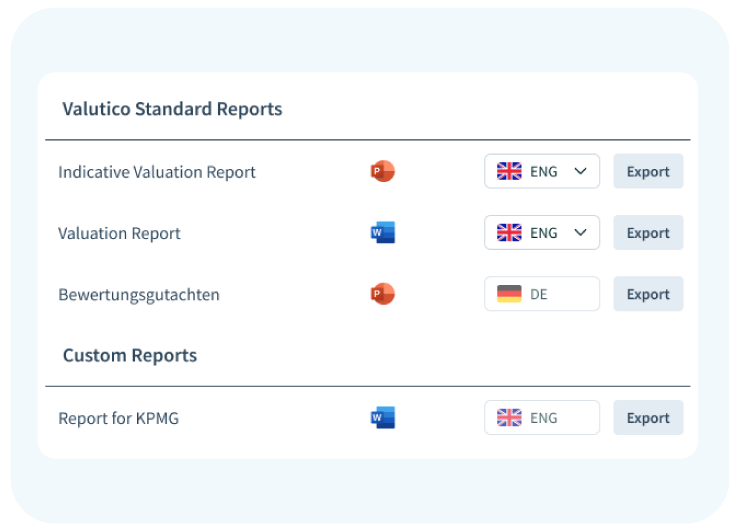 Valutico Standard Reports
Indicative Valuation Report P ENG Export
Valuation Report W ENG Export
Bewertungsgutachten P DE Export
Custom Reports
Report for KPMG W ENG Export